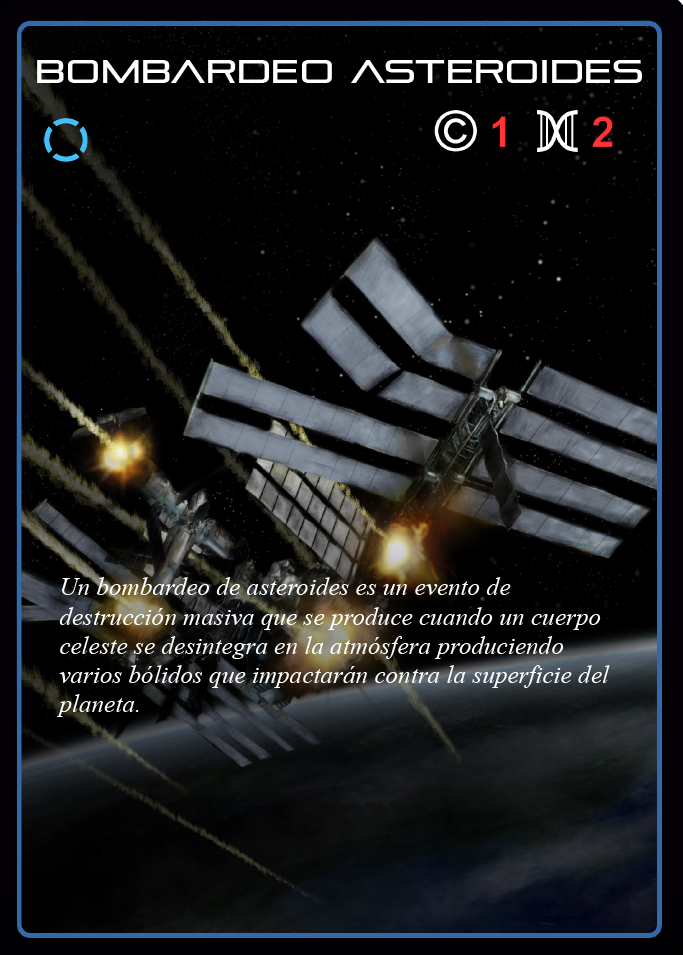 BOMBARDEO ASTEROIDES
© 1 2
Un bombardeo de asteroides es un evento de
destrucción masiva que se produce cuando un cuerpo
celeste se desintegra en la atmósfera produciendo
varios bólidos que impactarán contra la superficie del
planeta.